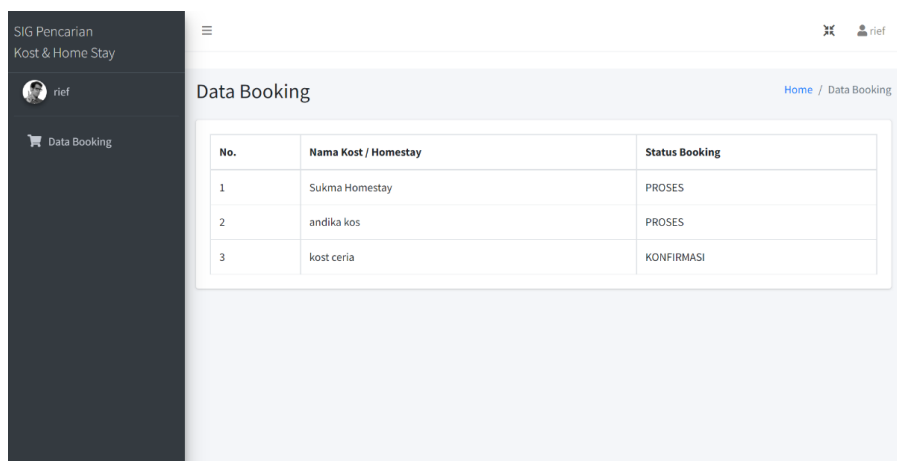 SIG Pencarian
Kost & Home Stay
rief
rief
Data Booking
Data Booking
Home / Data Booking
No. Nama Kost / Homestay Status Booking
1 Sukma Homestay PROSES
2 andika kos PROSES
3 kost ceria KONFIRMASI